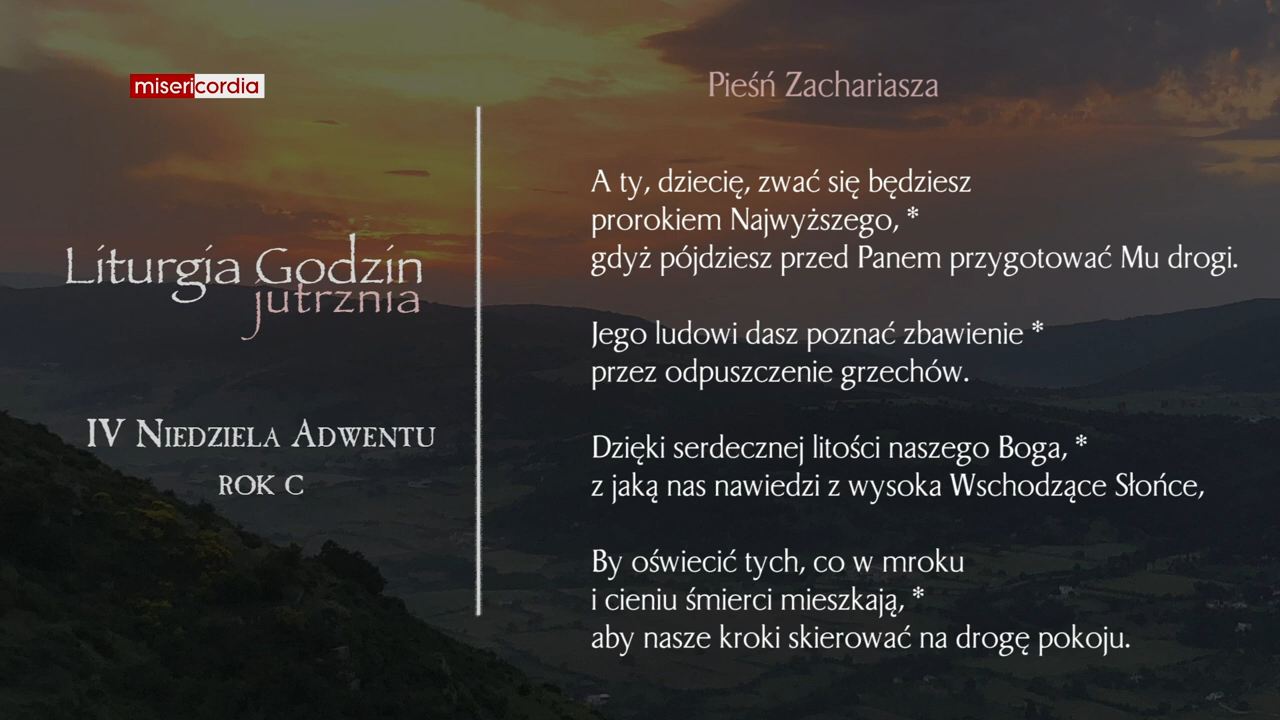 misericordia
Liturgia Godzin
jutrznia
IV Niedziela Adwentu
rok C
Pieśń Zachariasza
A ty, dziecię, zwać się będziesz
prorokiem Najwyższego, *
gdyż pójdziesz przed Panem przygotować Mu drogi.
Jego ludowi dasz poznać zbawienie *
przez odpuszczenie grzechów.
Dzięki serdecznej litości naszego Boga, *
z jaką nas nawiedzi z wysoka Wschodzące Słońce,
By oświecić tych, co w mroku
i cieniu śmierci mieszkają, *
aby nasze kroki skierować na drogę pokoju.